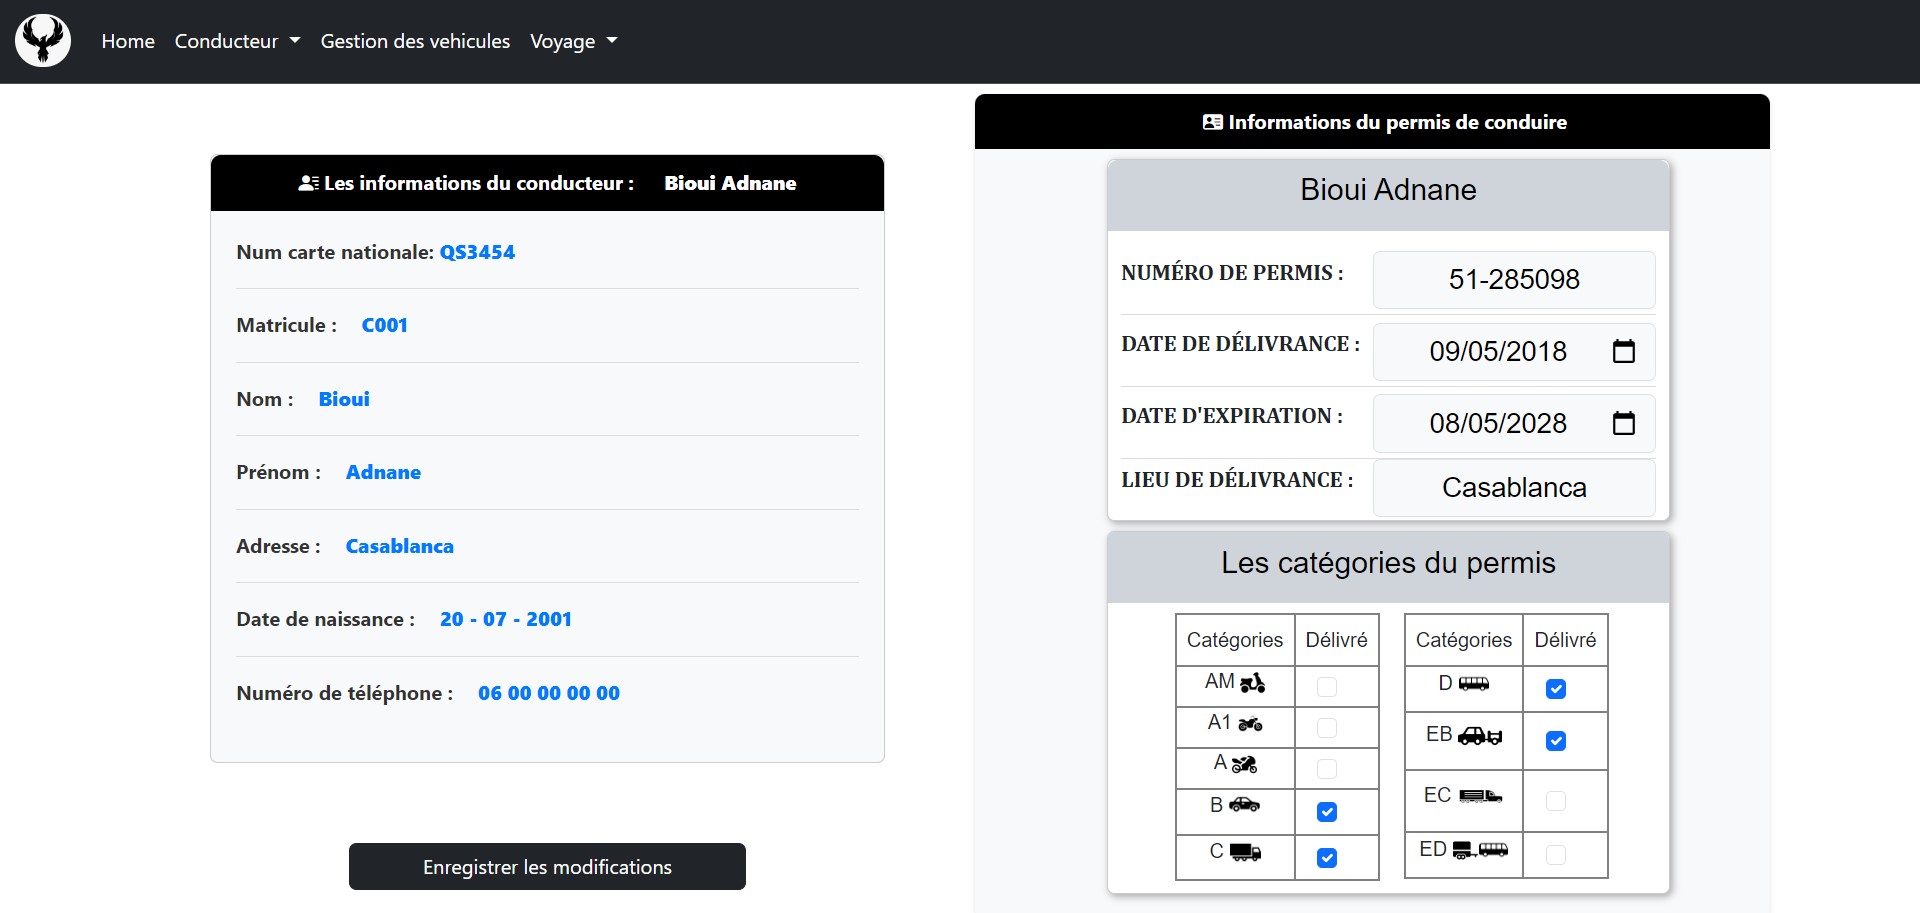 Home Conducteur Gestion des vehicules Voyage
Les informations du conducteur : Bioui Adnane
Num carte nationale: QS3454
Matricule : C001
Nom : Bioui
Prénom : Adnane
Adresse : Casablanca
Date de naissance : 20 - 07 - 2001
Numéro de téléphone : 06 00 00 00 00
Enregistrer les modifications
Informations du permis de conduire
Bioui Adnane
NUMÉRO DE PERMIS : 51-285098
DATE DE DÉLIVRANCE : 09/05/2018
DATE D'EXPIRATION : 08/05/2028
LIEU DE DÉLIVRANCE : Casablanca
Les catégories du permis
Catégories Délivré
AM
A1
A
B
C
Catégories Délivré
D
EB
EC
ED